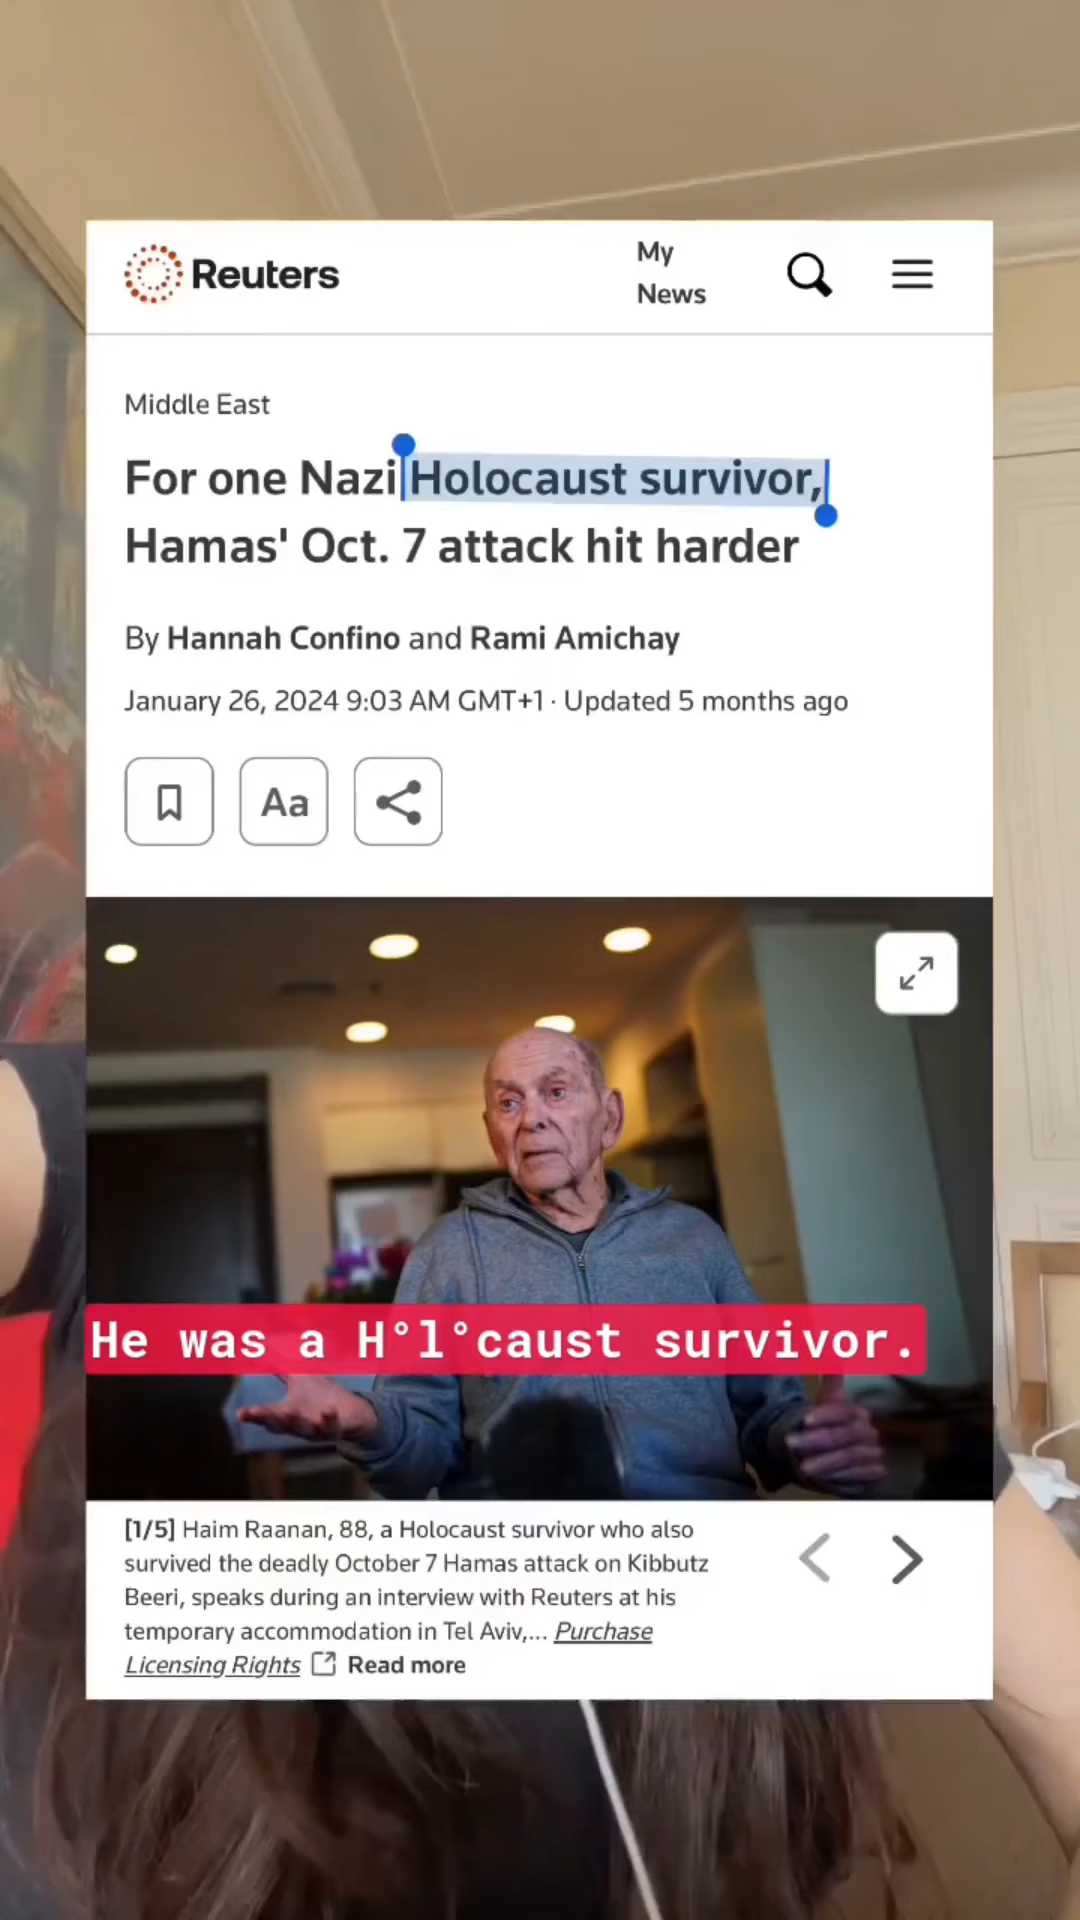 Reuters
My
News
Middle East
For one Nazi Holocaust survivor,
Hamas' Oct. 7 attack hit harder
By Hannah Confino and Rami Amichay
January 26, 2024 9:03 AM GMT+1 · Updated 5 months ago
Aa
He was a H°l°caust survivor.
[1/5] Haim Raanan, 88, a Holocaust survivor who also
survived the deadly October 7 Hamas attack on Kibbutz
Beeri, speaks during an interview with Reuters at his
temporary accommodation in Tel Aviv,... Purchase
Licensing Rights Read more